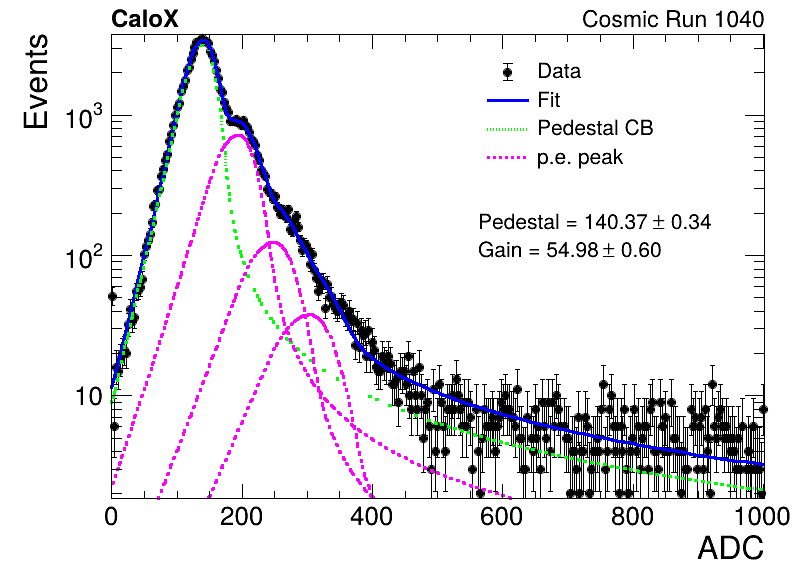 CaloX Cosmic Run 1040
Events
Data
Fit
Pedestal CB
p.e. peak
Pedestal = 140.37 ± 0.34
Gain = 54.98 ± 0.60
10³
10²
10
0 200 400 600 800 1000
ADC